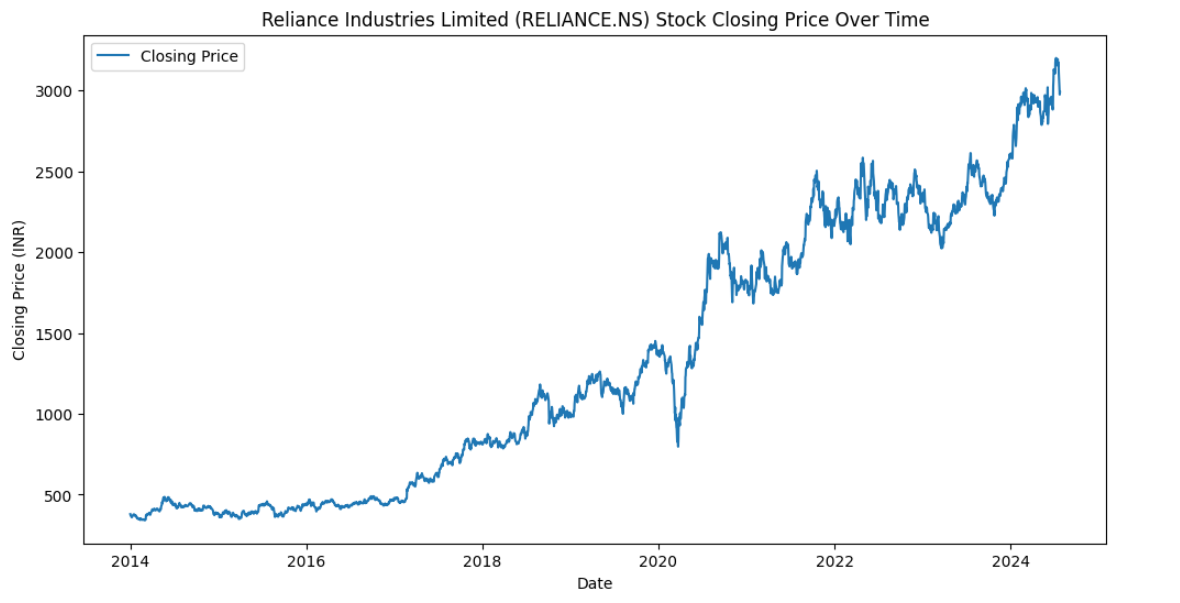 Reliance Industries Limited (RELIANCE.NS) Stock Closing Price Over Time
Closing Price
3000
2500
2000
1500
1000
500
Closing Price (INR)
2014 2016 2018 2020 2022 2024
Date